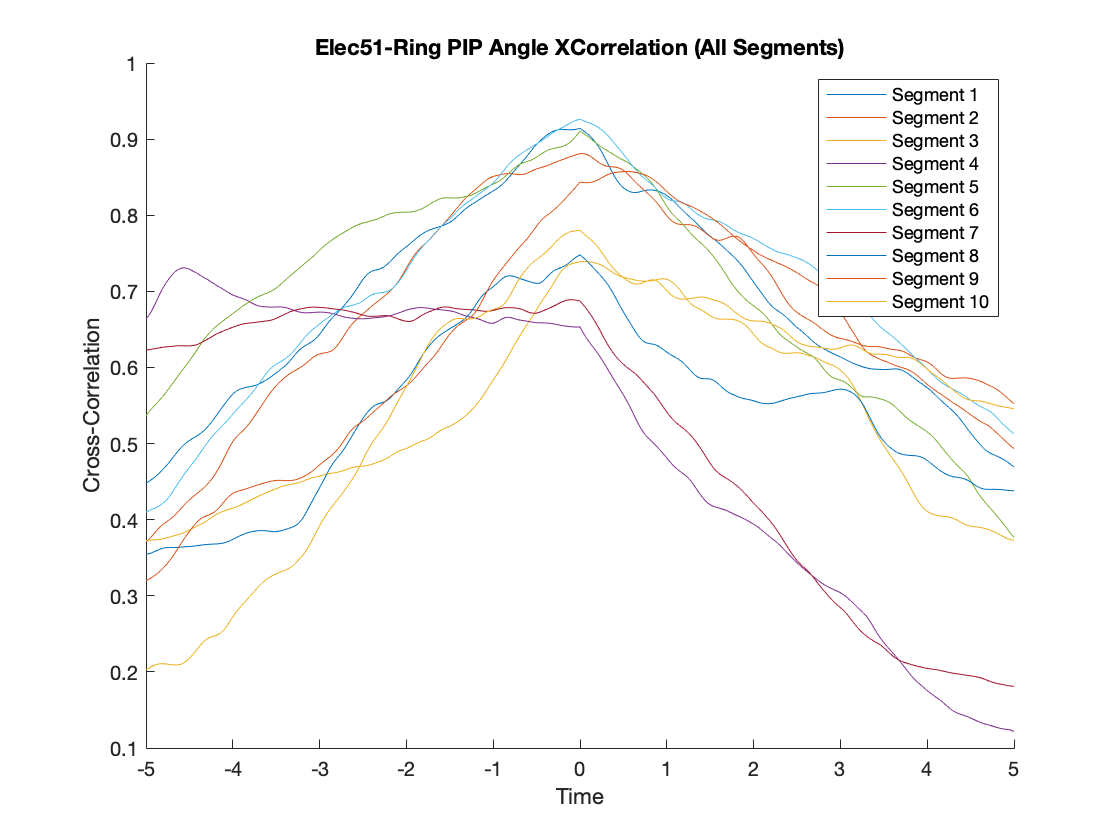 Elec51-Ring PIP Angle XCorrelation (All Segments)
1
0.9
0.8
0.7
0.6
0.5
0.4
0.3
0.2
0.1
Cross-Correlation
Segment 1
Segment 2
Segment 3
Segment 4
Segment 5
Segment 6
Segment 7
Segment 8
Segment 9
Segment 10
-5 -4 -3 -2 -1 0 1 2 3 4 5
Time